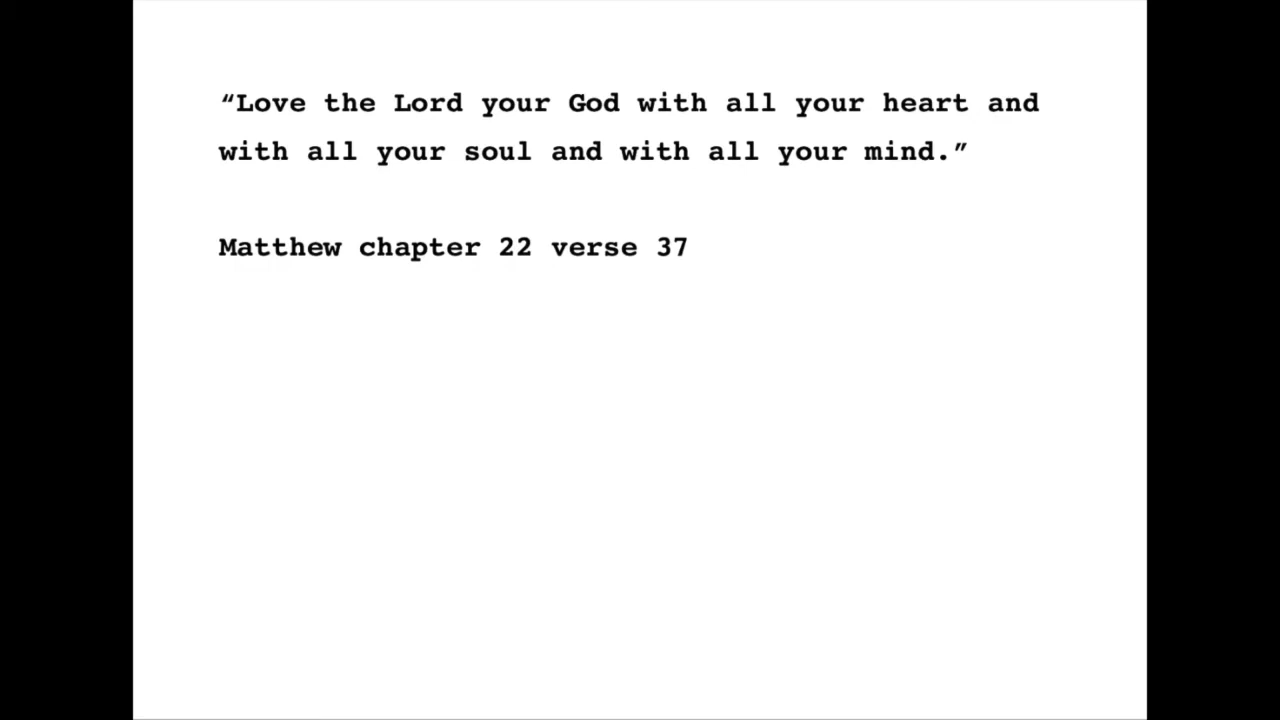 “Love the Lord your God with all your heart and
with all your soul and with all your mind.”
Matthew chapter 22 verse 37